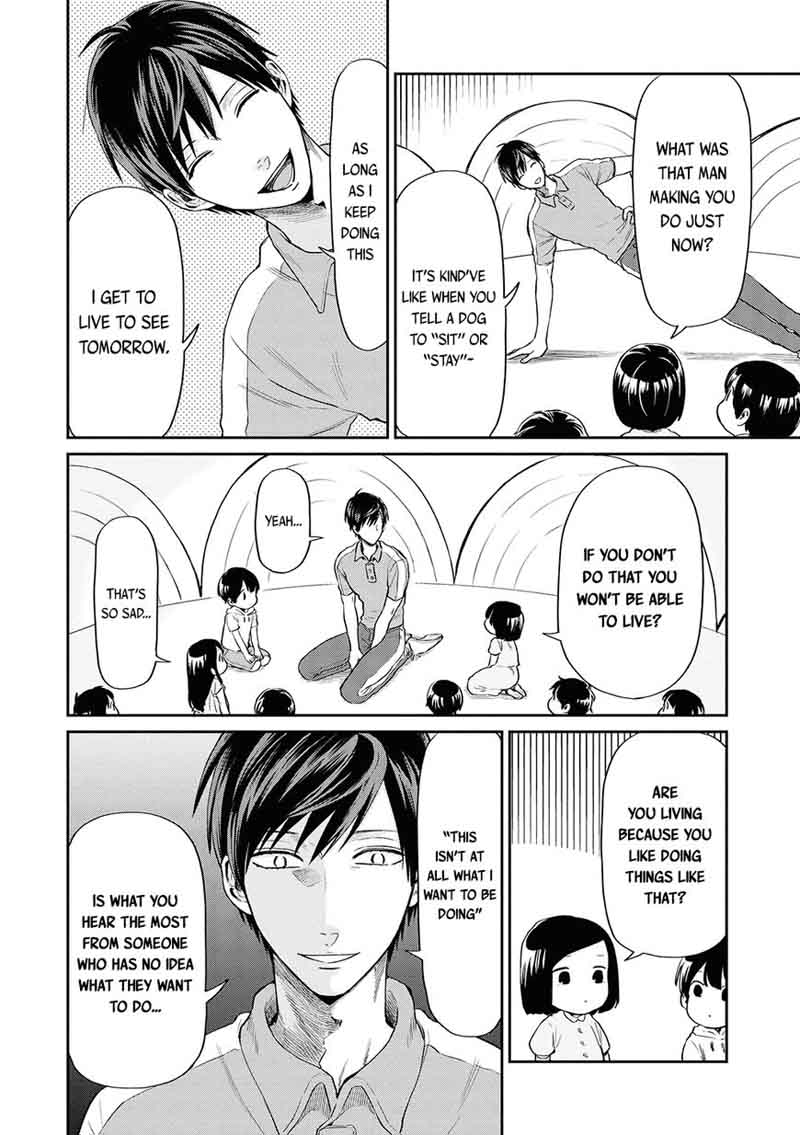 WHAT WAS
THAT MAN
MAKING YOU
DO JUST
NOW?
IT'S KIND'VE
LIKE WHEN YOU
TELL A DOG
TO "SIT" OR
"STAY"-
AS
LONG
AS I
KEEP
DOING
THIS
I GET TO
LIVE TO SEE
TOMORROW.
IF YOU DON'T
DO THAT YOU
WON'T BE ABLE
TO LIVE?
YEAH...
THAT'S
SO SAD...
ARE
YOU LIVING
BECAUSE YOU
LIKE DOING
THINGS LIKE
THAT?
"THIS
ISN'T AT
ALL WHAT I
WANT TO BE
DOING"
IS WHAT YOU
HEAR THE MOST
FROM SOMEONE
WHO HAS NO IDEA
WHAT THEY WANT
TO DO...